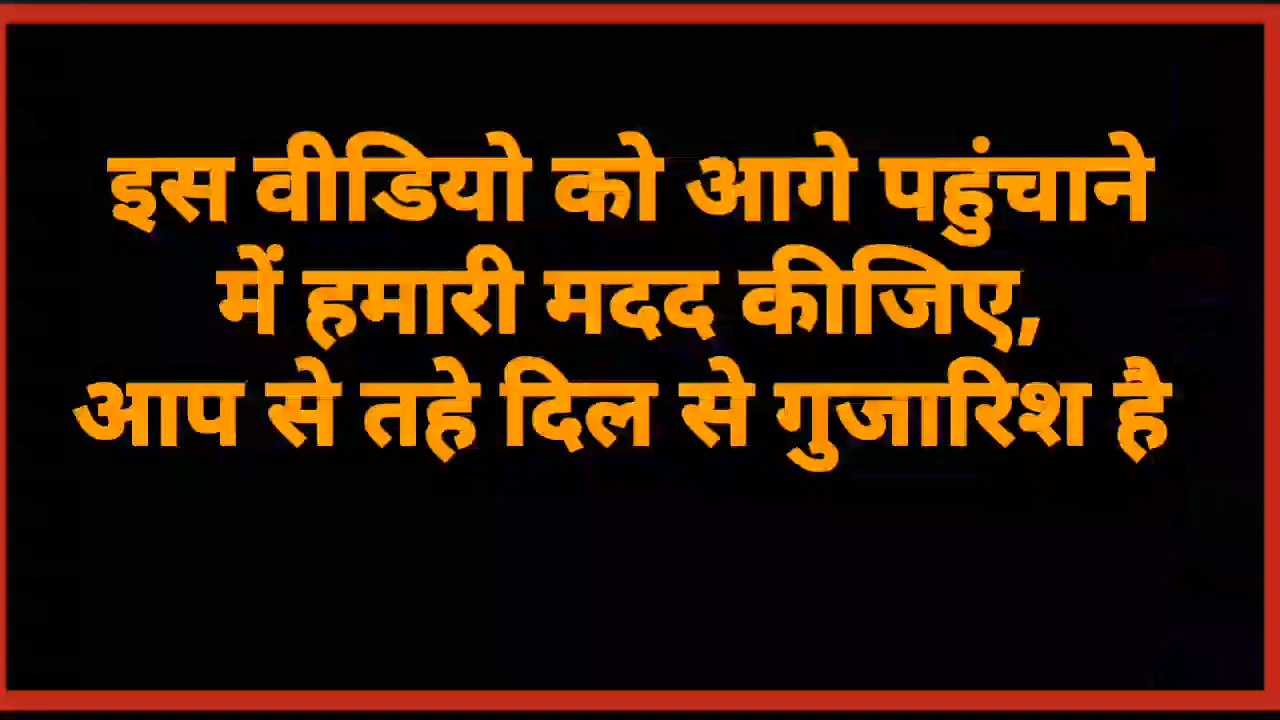 इस वीडियो को आगे पहुंचाने
में हमारी मदद कीजिए,
आप से तहे दिल से गुजारिश है